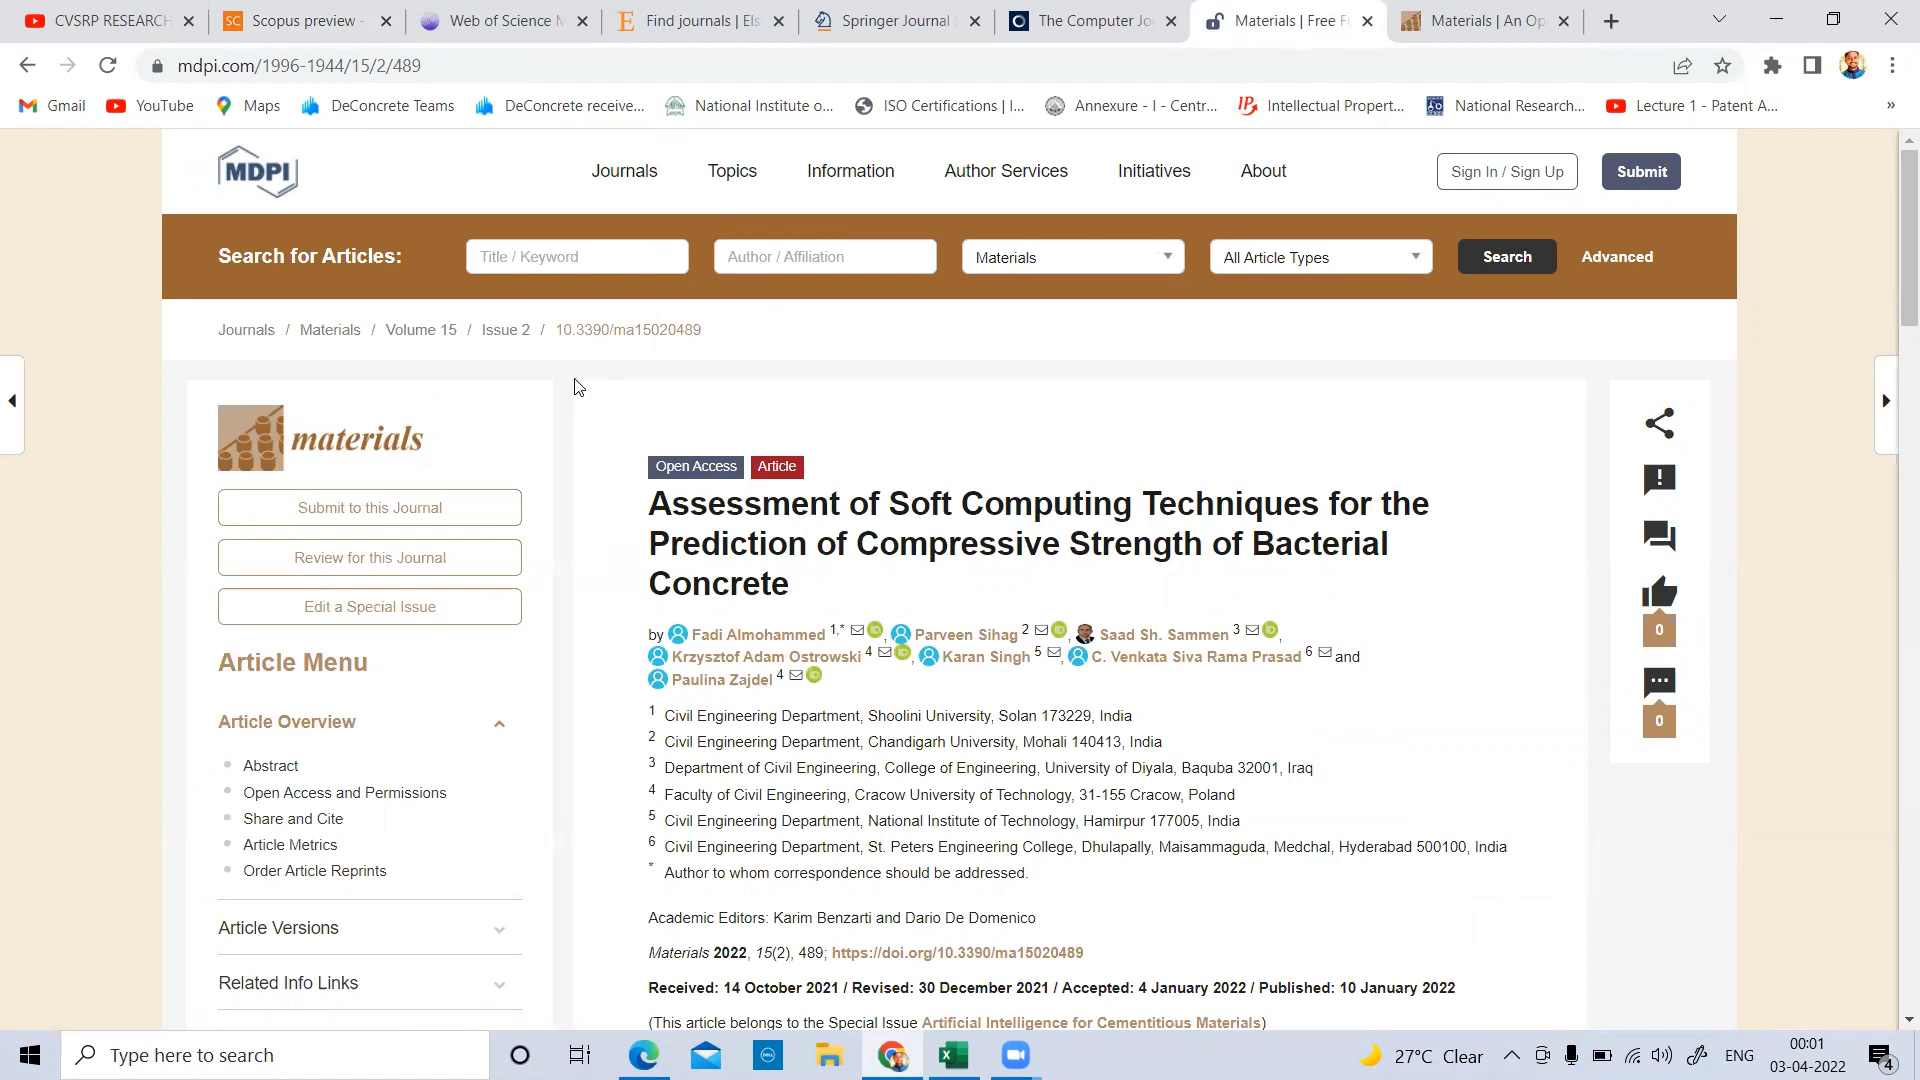 CVSRP RESEARCH
Scopus preview -
Web of Science M
Find journals | Els
Springer Journal
The Computer Jo
Materials | Free F
Materials | An Op
mdpi.com/1996-1944/15/2/489
Gmail
YouTube
Maps
DeConcrete Teams
DeConcrete receive...
National Institute o...
ISO Certifications | I...
Annexure - I - Centr...
Intellectual Propert...
National Research...
Lecture 1 - Patent A...
»
MDPI
Journals
Topics
Information
Author Services
Initiatives
About
Sign In / Sign Up
Submit
Search for Articles:
Title / Keyword
Author / Affiliation
Materials
All Article Types
Search
Advanced
Journals / Materials / Volume 15 / Issue 2 / 10.3390/ma15020489
materials
Submit to this Journal
Review for this Journal
Edit a Special Issue
Article Menu
Article Overview
Abstract
Open Access and Permissions
Share and Cite
Article Metrics
Order Article Reprints
Article Versions
Related Info Links
Open Access Article
Assessment of Soft Computing Techniques for the
Prediction of Compressive Strength of Bacterial
Concrete
by Fadi Almohammed 1,*, Parveen Sihag 2, Saad Sh. Sammen 3,
Krzysztof Adam Ostrowski 4, Karan Singh 5, C. Venkata Siva Rama Prasad 6 and
Paulina Zajdel 4
1 Civil Engineering Department, Shoolini University, Solan 173229, India
2 Civil Engineering Department, Chandigarh University, Mohali 140413, India
3 Department of Civil Engineering, College of Engineering, University of Diyala, Baquba 32001, Iraq
4 Faculty of Civil Engineering, Cracow University of Technology, 31-155 Cracow, Poland
5 Civil Engineering Department, National Institute of Technology, Hamirpur 177005, India
6 Civil Engineering Department, St. Peters Engineering College, Dhulapally, Maisammaguda, Medchal, Hyderabad 500100, India
* Author to whom correspondence should be addressed.
Academic Editors: Karim Benzarti and Dario De Domenico
Materials 2022, 15(2), 489; https://doi.org/10.3390/ma15020489
Received: 14 October 2021 / Revised: 30 December 2021 / Accepted: 4 January 2022 / Published: 10 January 2022
(This article belongs to the Special Issue Artificial Intelligence for Cementitious Materials)
0
0
Type here to search
27°C Clear
ENG
00:01
03-04-2022
4